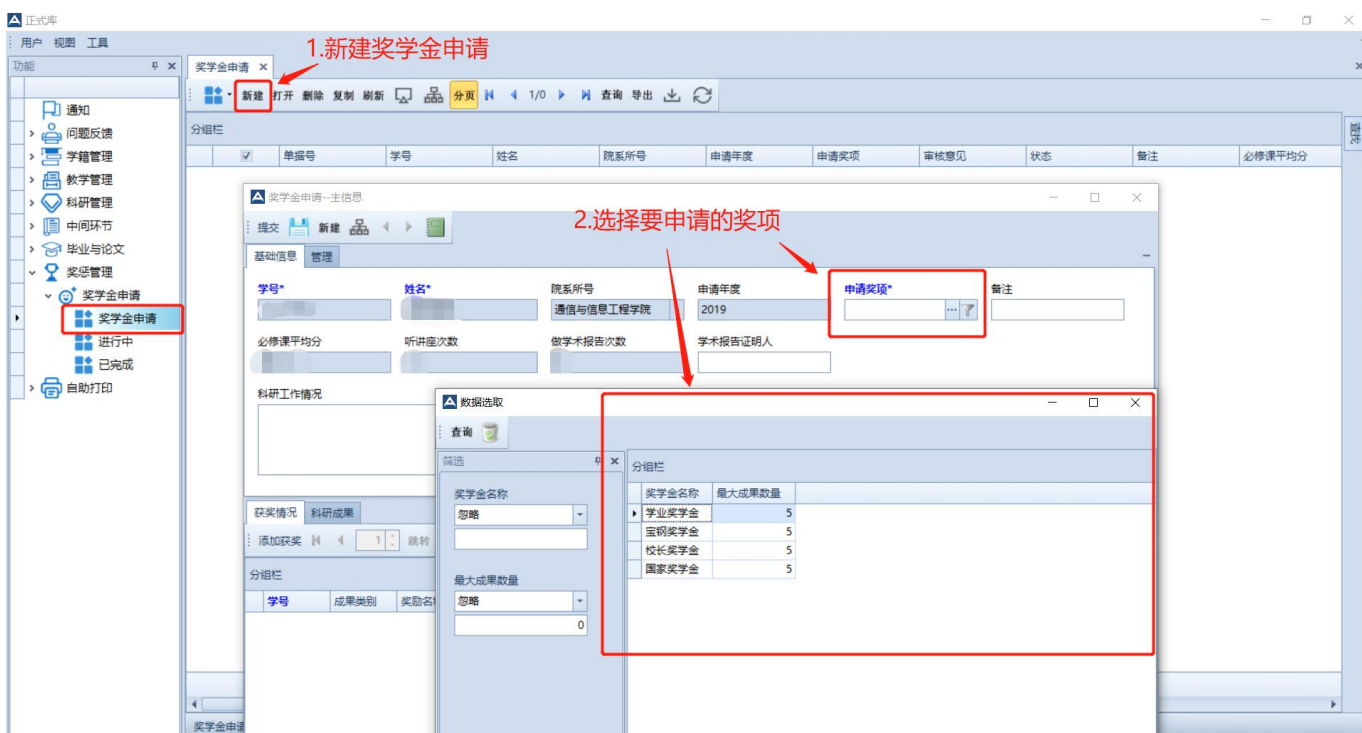 正式库
用户 视图 工具
1.新建奖学金申请
功能
奖学金申请
新建 打开 删除 复制 刷新 分页 1/0 查询 导出
通知
问题反馈
学籍管理
教学管理
科研管理
中间环节
毕业与论文
奖惩管理
奖学金申请
奖学金申请
进行中
已完成
自助打印
分组栏
查找
单据号 学号 姓名 院系所号 申请年度 申请奖项 审核意见 状态 备注 必修课平均分
奖学金申请--主信息
提交 新建
2.选择要申请的奖项
基础信息 管理
学号* 姓名* 院系所号 申请年度 申请奖项* 备注
通信与信息工程学院 2019
必修课平均分 听讲座次数 做学术报告次数 学术报告证明人
科研工作情况
获奖情况 科研成果
添加获奖 1 跳转
分组栏
学号 成果类别 奖励名
数据选取
查询
筛选
奖学金名称
忽略
最大成果数量
忽略
0
分组栏
奖学金名称 最大成果数量
学业奖学金 5
宝钢奖学金 5
校长奖学金 5
国家奖学金 5
奖学金申请